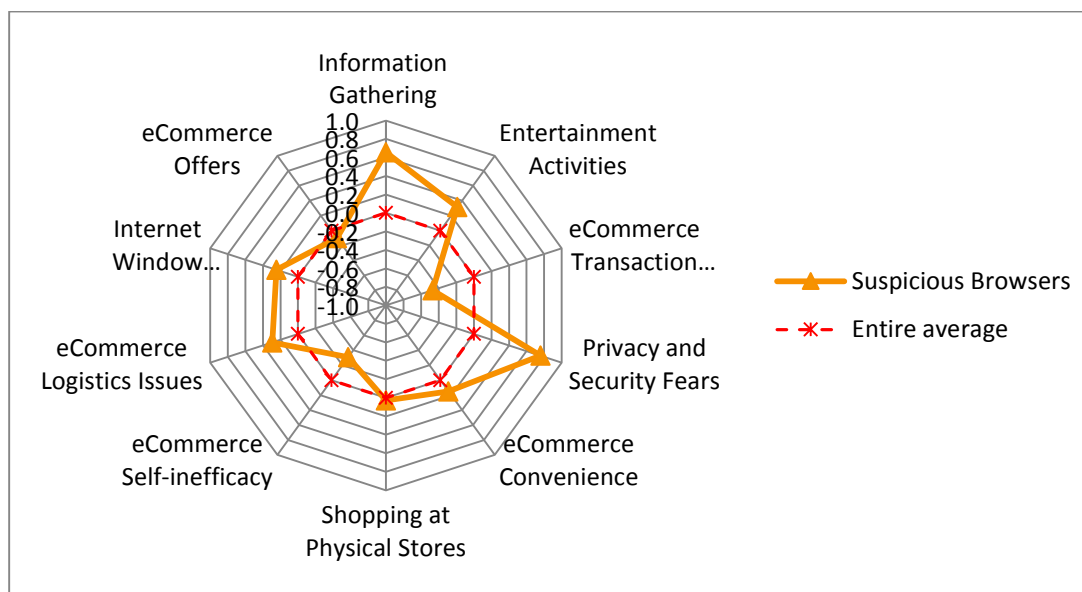 Information
Gathering
Entertainment
Activities
eCommerce
Transaction...
Privacy and
Security Fears
eCommerce
Convenience
Shopping at
Physical Stores
eCommerce
Self-inefficacy
eCommerce
Logistics Issues
Internet
Window...
eCommerce
Offers
1.0
0.8
0.6
0.4
0.2
0.0
-0.2
-0.4
-0.6
-0.8
-1.0
Suspicious Browsers
Entire average